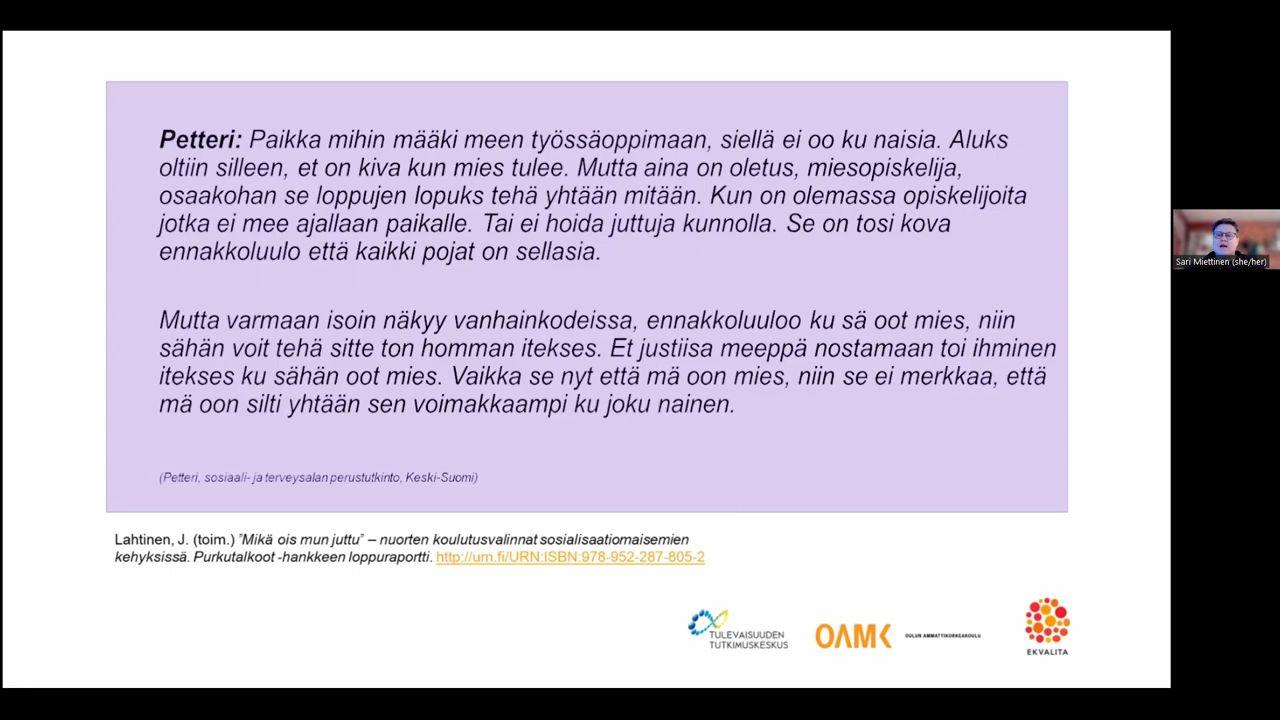 Petteri: Paikka mihin määki meen työssäoppimaan, siellä ei oo ku naisia. Aluks
oltiin silleen, et on kiva kun mies tulee. Mutta aina on oletus, miesopiskelija,
osaakohan se loppujen lopuks tehä yhtään mitään. Kun on olemassa opiskelijoita
jotka ei mee ajallaan paikalle. Tai ei hoida juttuja kunnolla. Se on tosi kova
ennakkoluulo että kaikki pojat on sellasia.
Mutta varmaan isoin näkyy vanhainkodeissa, ennakkoluuloo ku sä oot mies, niin
sähän voit tehä sitte ton homman itekses. Et justiisa meeppä nostamaan toi ihminen
itekses ku sähän oot mies. Vaikka se nyt että mä oon mies, niin se ei merkkaa, että
mä oon silti yhtään sen voimakkaampi ku joku nainen.
(Petteri, sosiaali- ja terveysalan perustutkinto, Keski-Suomi)
Lahtinen, J. (toim.) ”Mikä ois mun juttu” – nuorten koulutusvalinnat sosialisaatiomaisemien
kehyksissä. Purkutalkoot -hankkeen loppuraportti. http://urn.fi/URN:ISBN:978-952-287-805-2
TULEVAISUUDEN
TUTKIMUSKESKUS
OAMK
OULUN AMMATTIKORKEAKOULU
EKVALITA
Sari Miettinen (she/her)